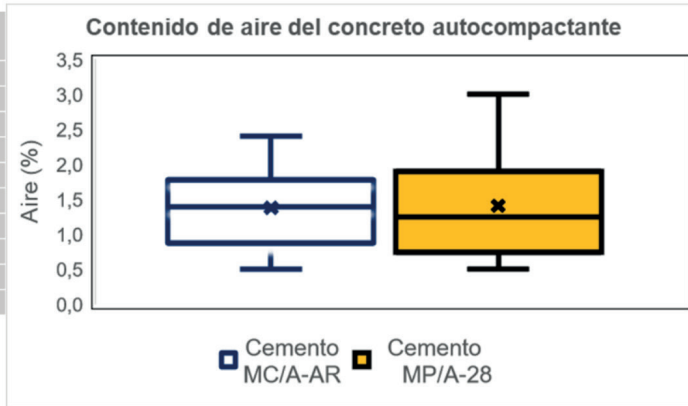 Contenido de aire del concreto autocompactante
Aire (%)
3,5
3,0
2,5
2,0
1,5
1,0
0,5
0,0
Cemento MC/A-AR
Cemento MP/A-28